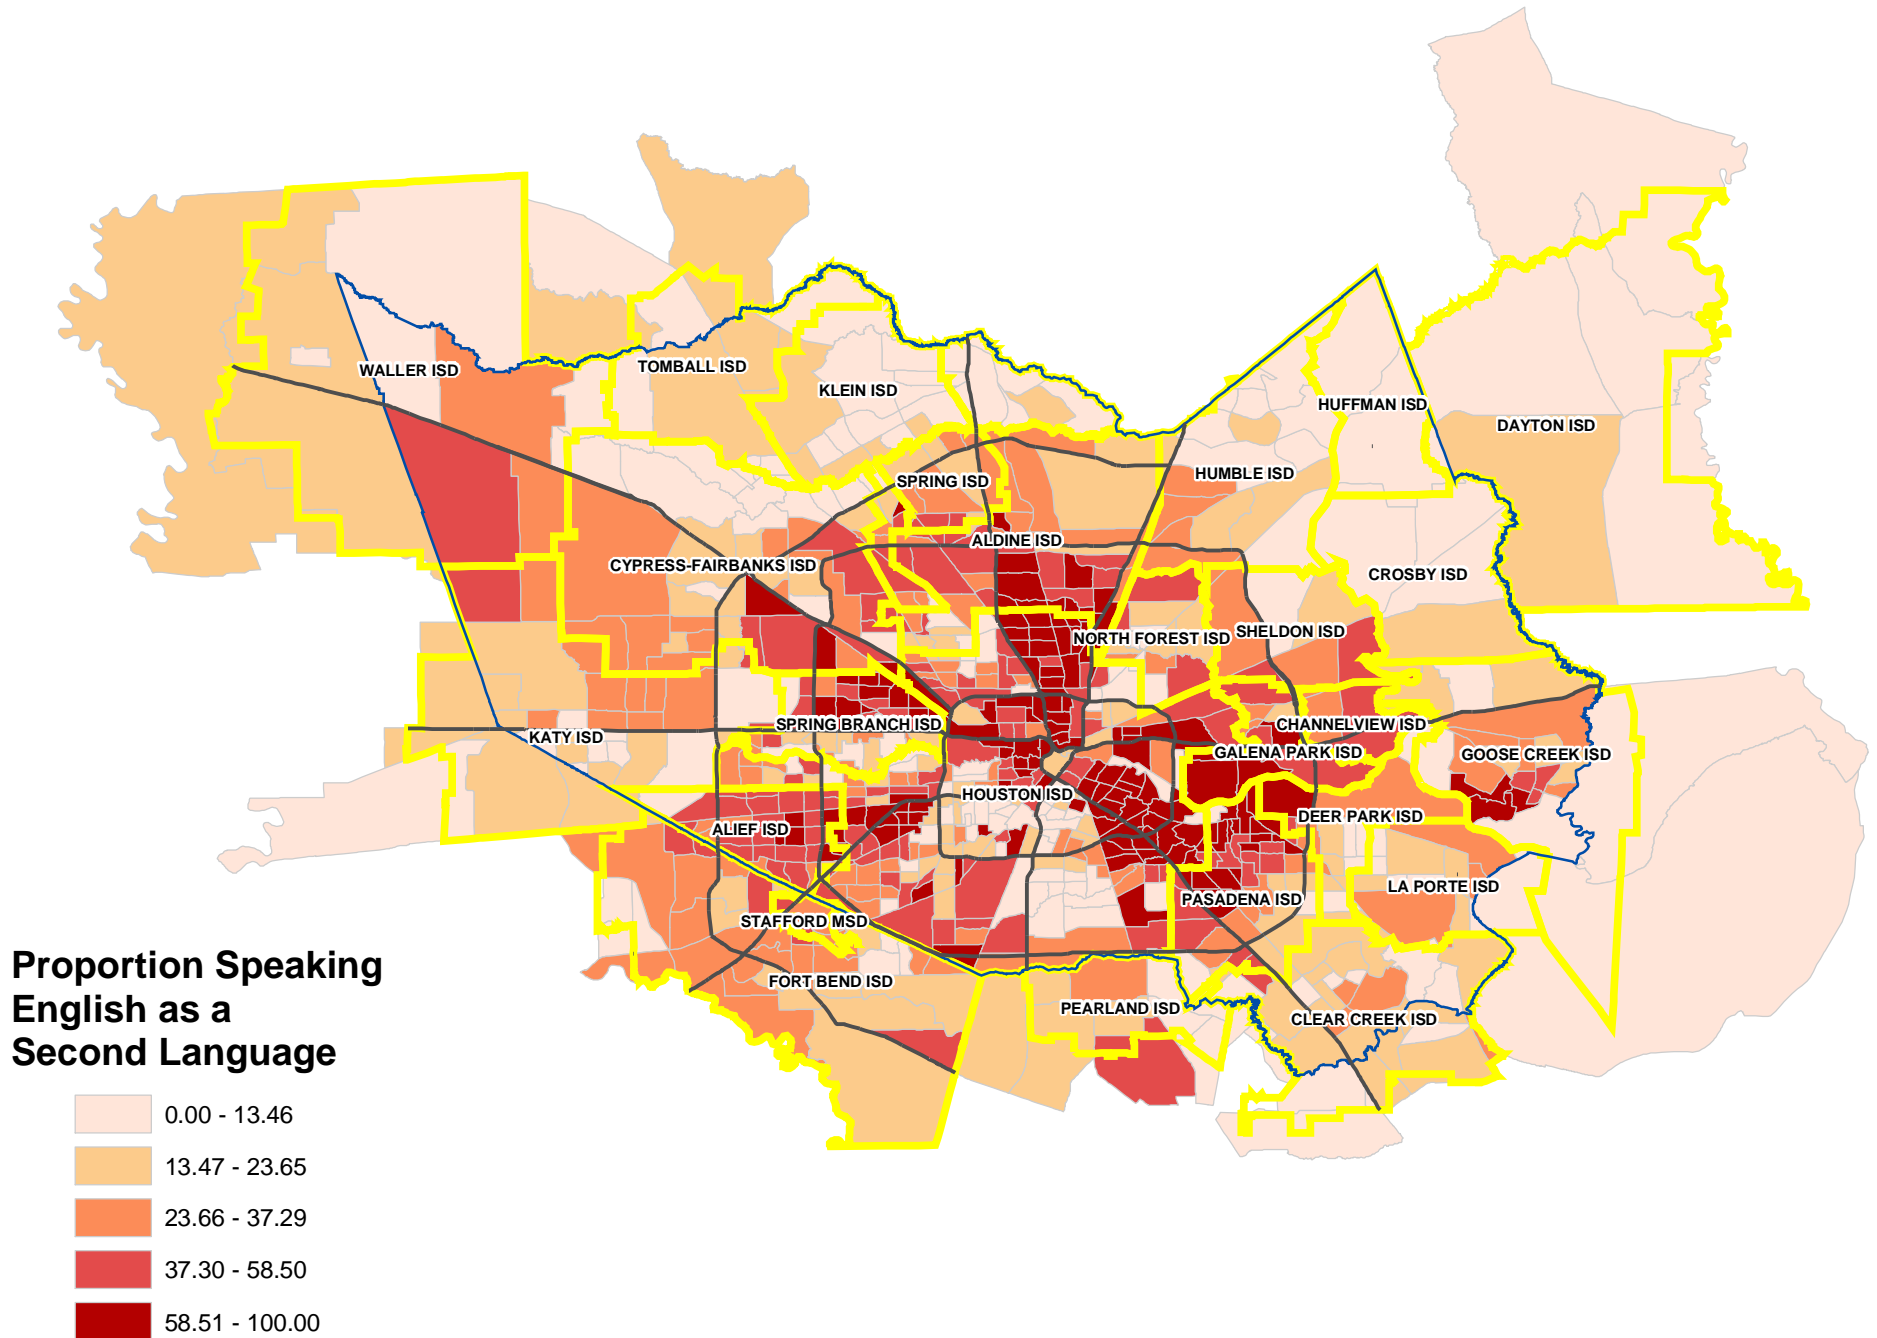 WALLER ISD
TOMBALL ISD
KLEIN ISD
HUFFMAN ISD
DAYTON ISD
SPRING ISD
HUMBLE ISD
ALDINE ISD
CYPRESS-FAIRBANKS ISD
CROSBY ISD
NORTH FOREST ISD
SHELDON ISD
SPRING BRANCH ISD
CHANNELVIEW ISD
KATY ISD
GALENA PARK ISD
GOOSE CREEK ISD
HOUSTON ISD
DEER PARK ISD
ALIEF ISD
LA PORTE ISD
PASADENA ISD
STAFFORD MSD
FORT BEND ISD
PEARLAND ISD
CLEAR CREEK ISD
Proportion Speaking
English as a
Second Language
0.00 - 13.46
13.47 - 23.65
23.66 - 37.29
37.30 - 58.50
58.51 - 100.00